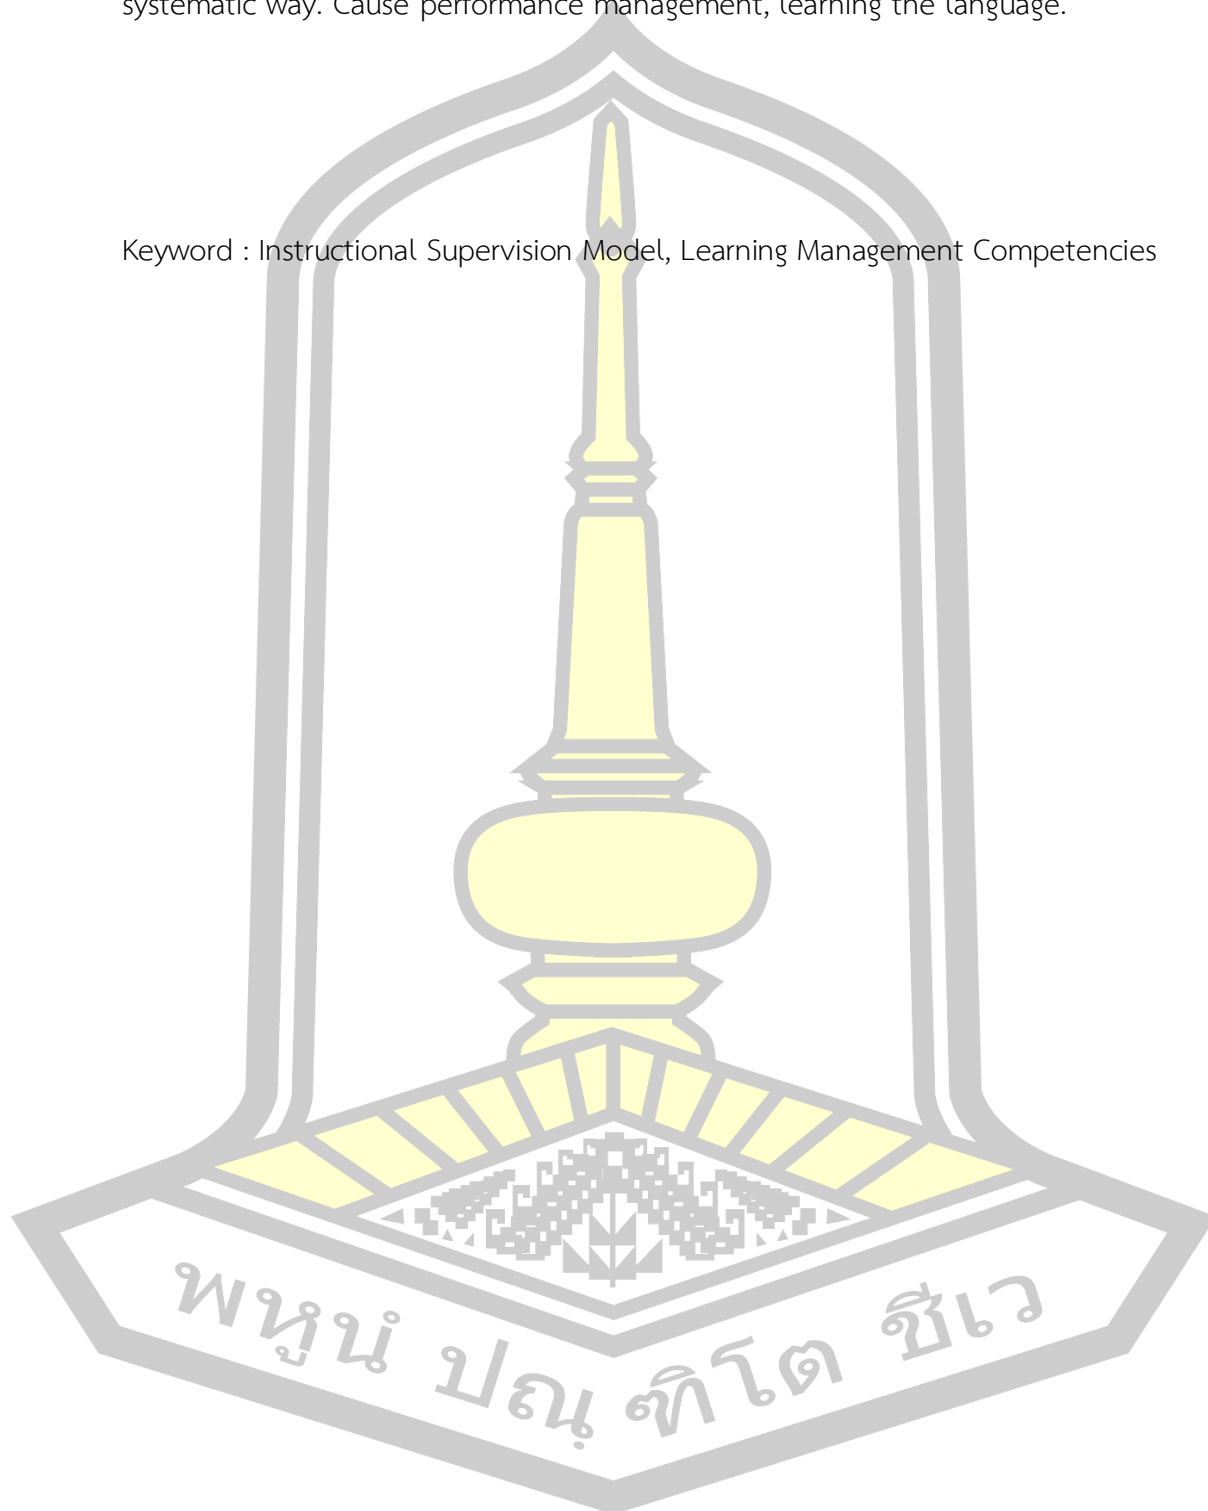 systematic way. Cause performance management, learning the language.
Keyword : Instructional Supervision Model, Learning Management Competencies
พหูนํ ปณฺ ฑิโต ชีเว